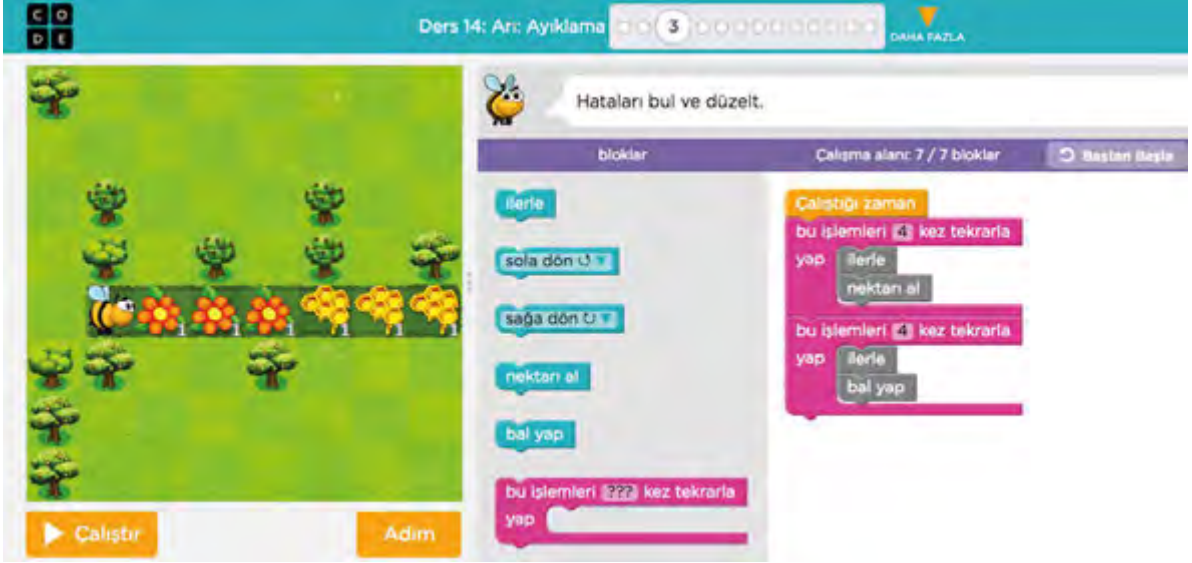 C O
D E
Ders 14: Arı: Ayıklama
3
DAHA FAZLA
Hataları bul ve düzelt.
bloklar
Çalışma alanı: 7 / 7 bloklar
Baştan Başla
ilerle
sola dön
sağa dön
nektarı al
bal yap
bu işlemleri ??? kez tekrarla
yap
Çalıştığı zaman
bu işlemleri 4 kez tekrarla
yap
ilerle
nektarı al
bu işlemleri 4 kez tekrarla
yap
ilerle
bal yap
1 1 1 1 1 1
Çalıştır
Adım